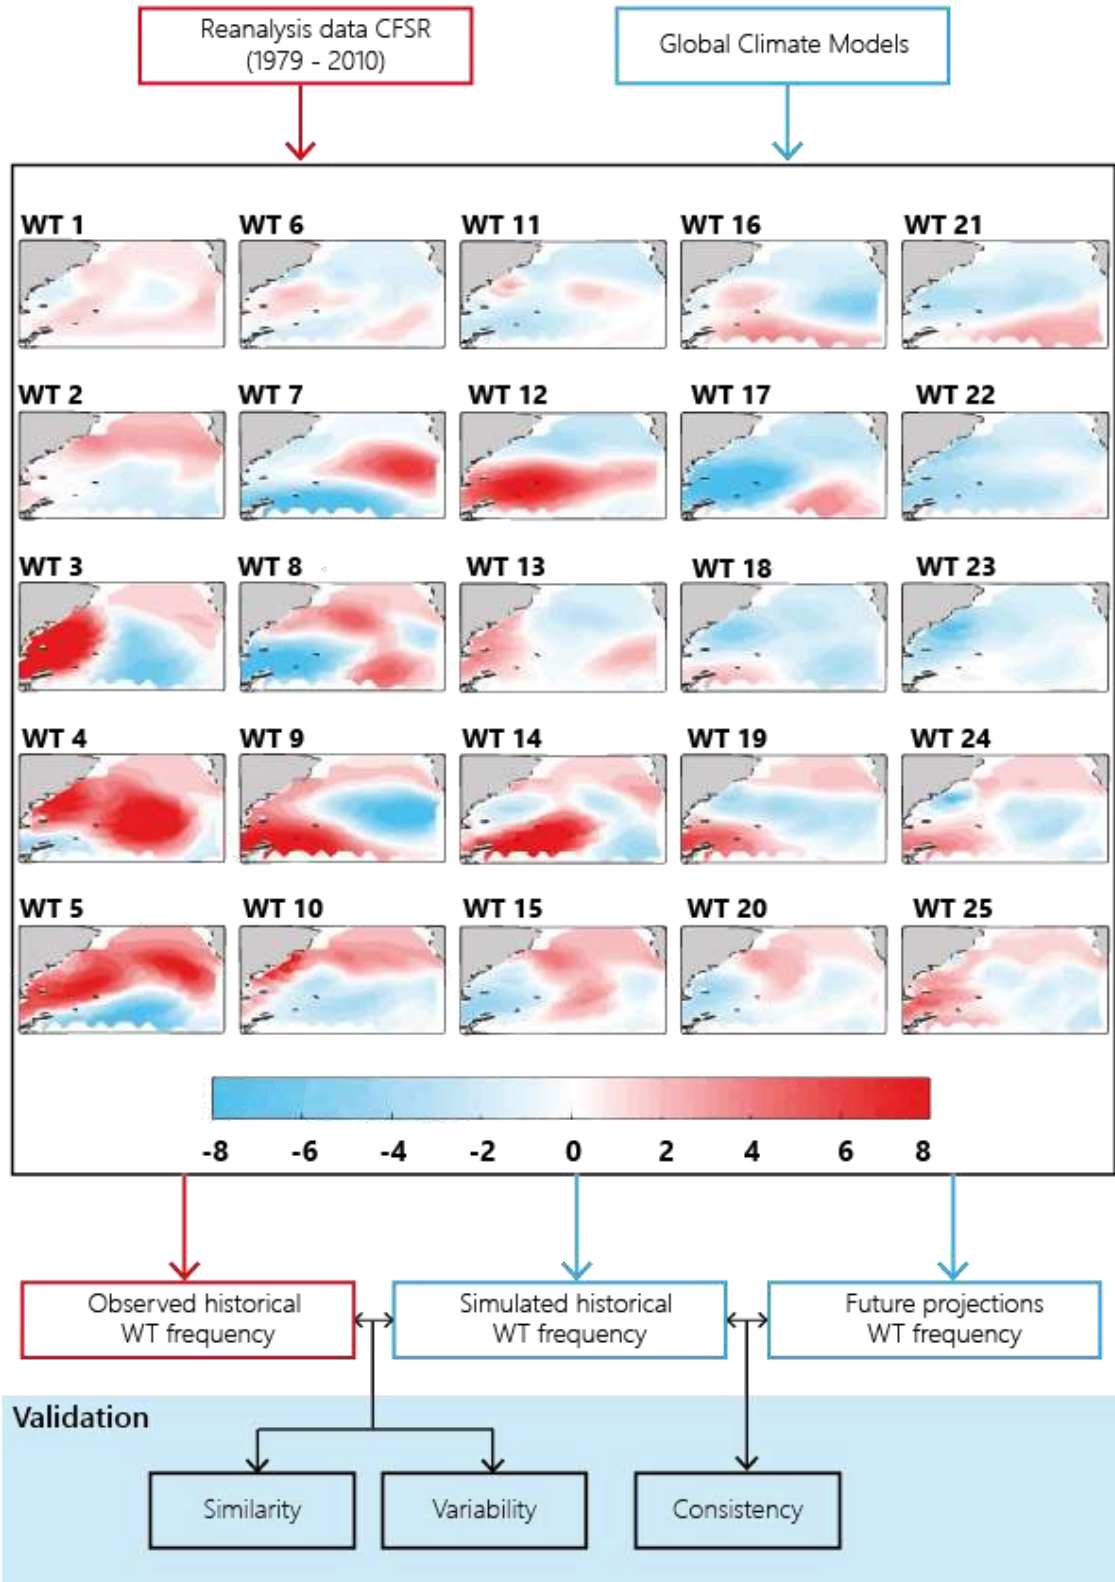 Reanalysis data CFSR
(1979 - 2010)
Global Climate Models
WT 1
WT 6
WT 11
WT 16
WT 21
WT 2
WT 7
WT 12
WT 17
WT 22
WT 3
WT 8
WT 13
WT 18
WT 23
WT 4
WT 9
WT 14
WT 19
WT 24
WT 5
WT 10
WT 15
WT 20
WT 25
-8 -6 -4 -2 0 2 4 6 8
Observed historical
WT frequency
Simulated historical
WT frequency
Future projections
WT frequency
Validation
Similarity
Variability
Consistency